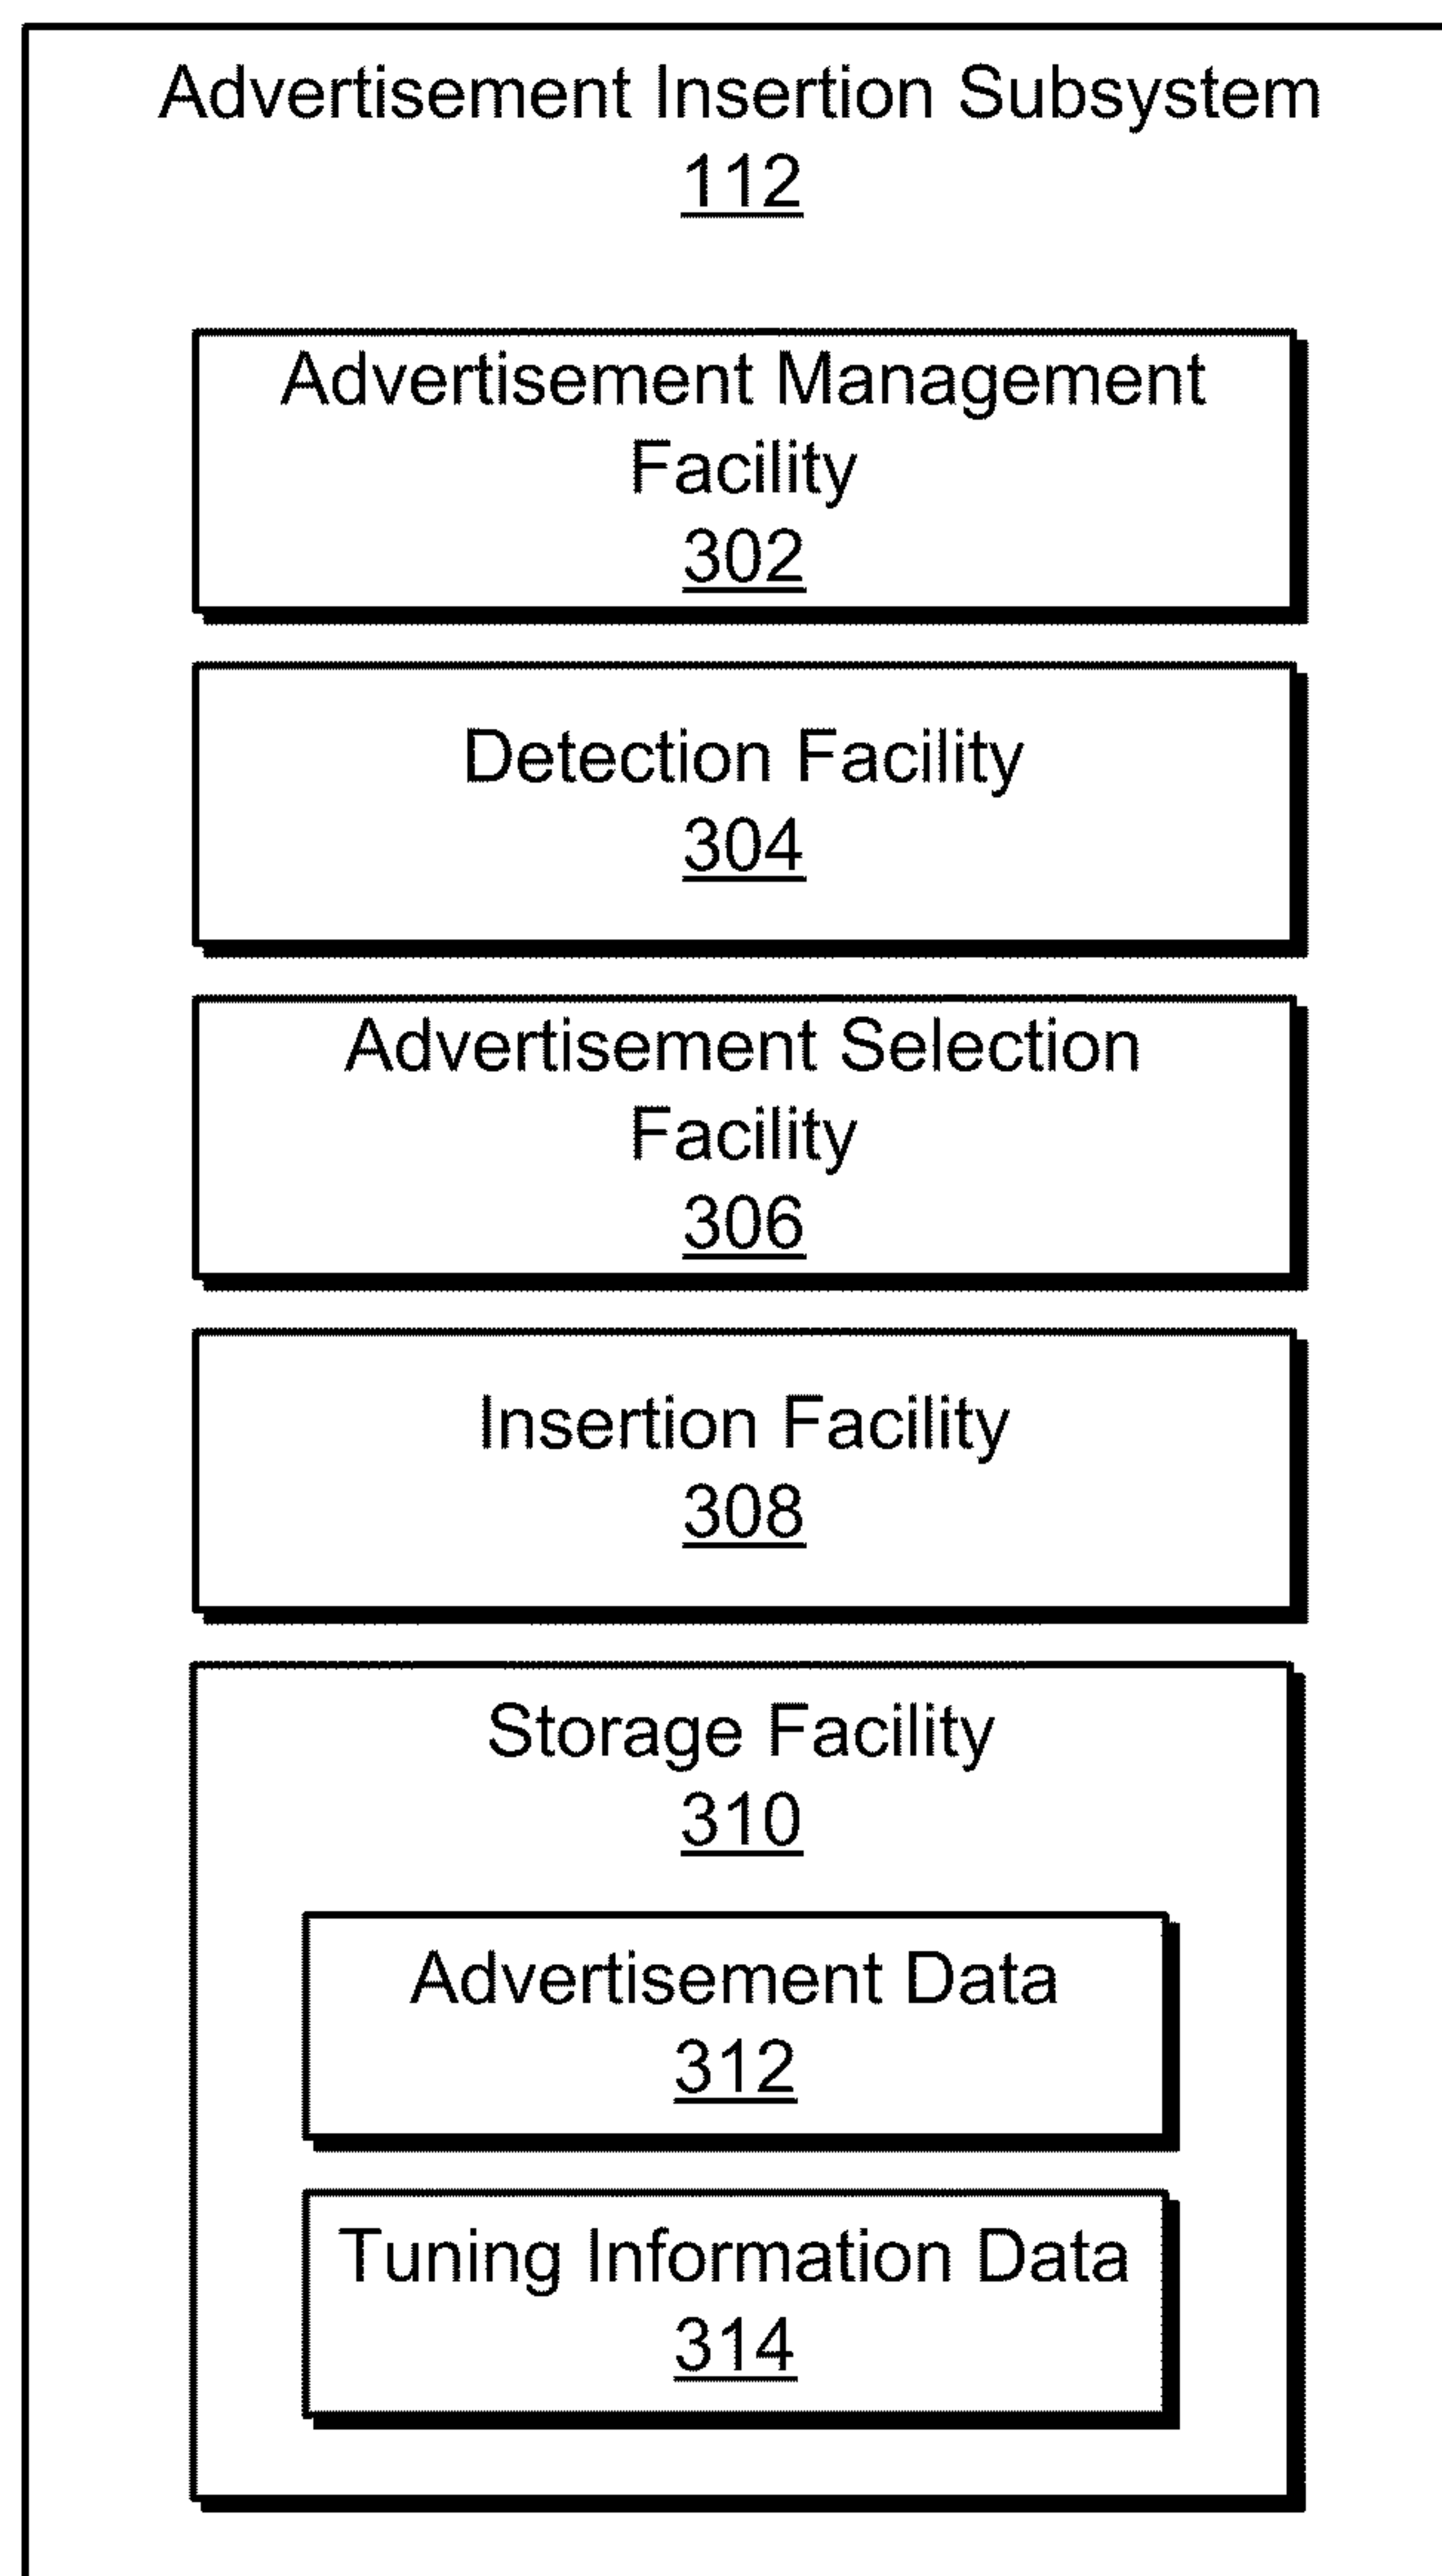 Advertisement Insertion Subsystem
112
Advertisement Management
Facility
302
Detection Facility
304
Advertisement Selection
Facility
306
Insertion Facility
308
Storage Facility
310
Advertisement Data
312
Tuning Information Data
314